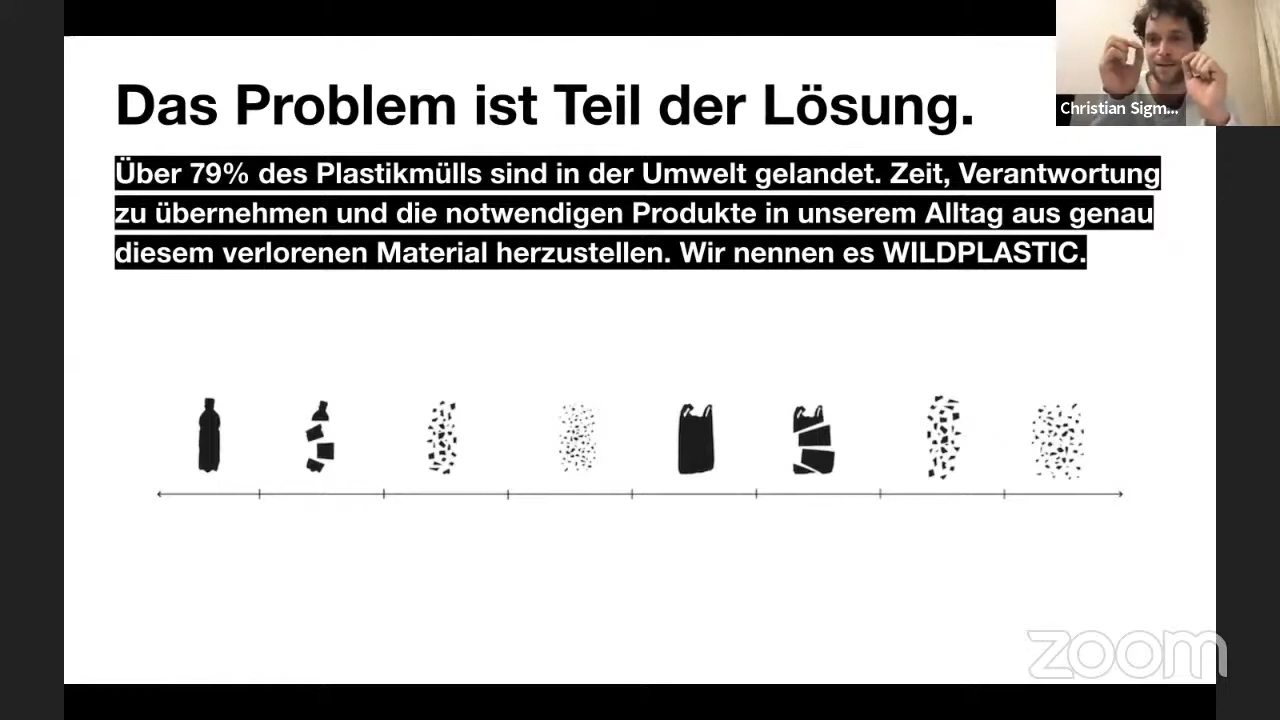 Das Problem ist Teil der Lösung.
Christian Sigm...
Über 79% des Plastikmülls sind in der Umwelt gelandet. Zeit, Verantwortung
zu übernehmen und die notwendigen Produkte in unserem Alltag aus genau
diesem verlorenen Material herzustellen. Wir nennen es WILDPLASTIC.
zoom